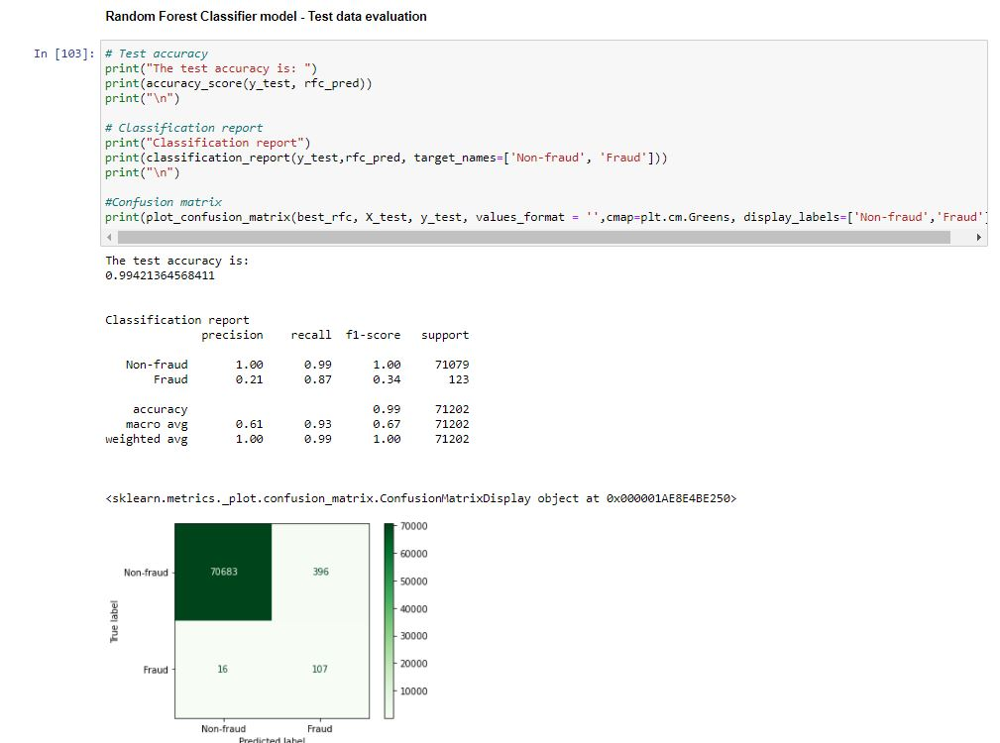 Random Forest Classifier model - Test data evaluation
In [103]: # Test accuracy
print("The test accuracy is: ")
print(accuracy_score(y_test, rfc_pred))
print("\n")
# Classification report
print("Classification report")
print(classification_report(y_test,rfc_pred, target_names=['Non-fraud', 'Fraud']))
print("\n")
#Confusion matrix
print(plot_confusion_matrix(best_rfc, X_test, y_test, values_format = '',cmap=plt.cm.Greens, display_labels=['Non-fraud','Fraud']
The test accuracy is:
0.99421364568411
Classification report
precision recall f1-score support
Non-fraud 1.00 0.99 1.00 71079
Fraud 0.21 0.87 0.34 123
accuracy 0.99 71202
macro avg 0.61 0.93 0.67 71202
weighted avg 1.00 0.99 1.00 71202
<sklearn.metrics._plot.confusion_matrix.ConfusionMatrixDisplay object at 0x000001AE8E4BE250>
70000
60000
50000
40000
30000
20000
10000
True label
Non-fraud 70683 396
Fraud 16 107
Non-fraud Fraud
Predicted label